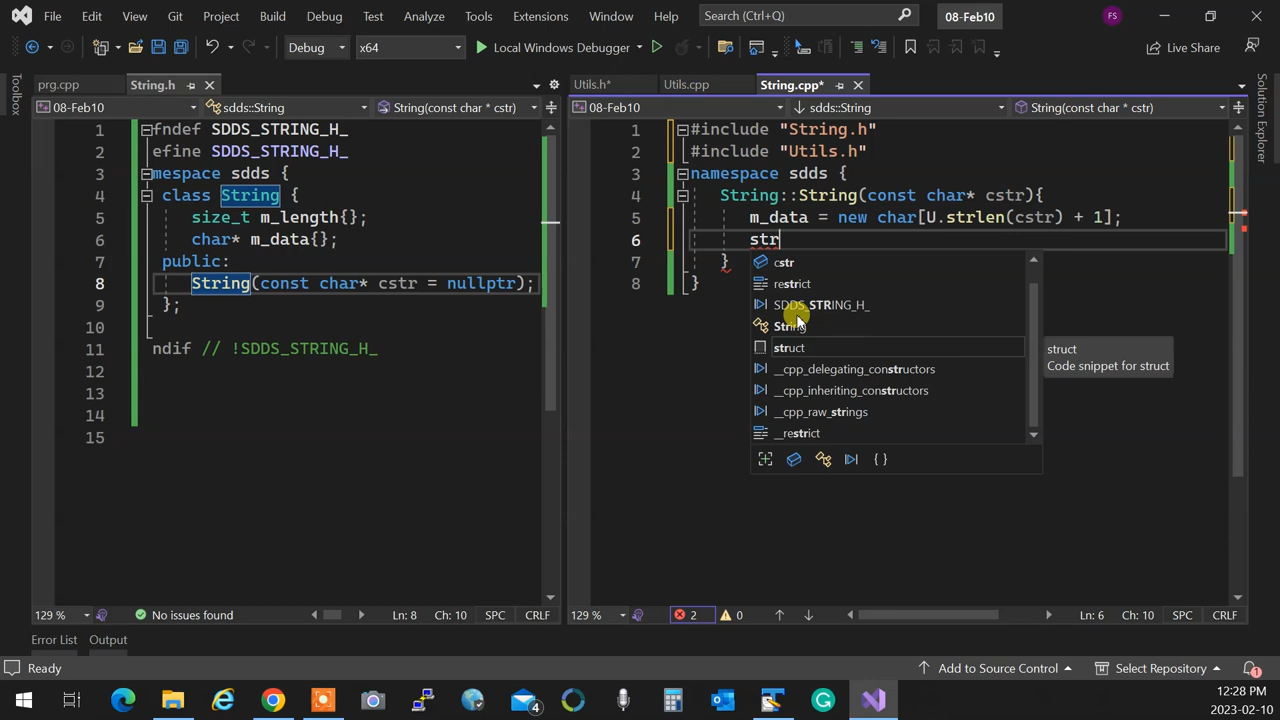 File Edit View Git Project Build Debug Test Analyze Tools Extensions Window Help Search (Ctrl+Q) 08-Feb10 FS
Debug x64 Local Windows Debugger Live Share
Toolbox
prg.cpp String.h
08-Feb10 sdds::String String(const char * cstr)
1 fndef SDDS_STRING_H_
2 efine SDDS_STRING_H_
3 mespace sdds {
4 class String {
5 size_t m_length{};
6 char* m_data{};
7 public:
8 String(const char* cstr = nullptr);
9 };
10
11 ndif // !SDDS_STRING_H_
12
13
14
15
129 % No issues found Ln: 8 Ch: 10 SPC CRLF
Utils.h* Utils.cpp String.cpp*
08-Feb10 sdds::String String(const char * cstr)
1 #include "String.h"
2 #include "Utils.h"
3 namespace sdds {
4 String::String(const char* cstr){
5 m_data = new char[U.strlen(cstr) + 1];
6 str
7 }
8 }
cstr
restrict
SDDS_STRING_H_
String
struct
__cpp_delegating_constructors
__cpp_inheriting_constructors
__cpp_raw_strings
__restrict
struct
Code snippet for struct
129 % 2 0 Ln: 6 Ch: 10 SPC CRLF
Solution Explorer
Error List Output
Ready Add to Source Control Select Repository 1
4
12:28 PM
2023-02-10